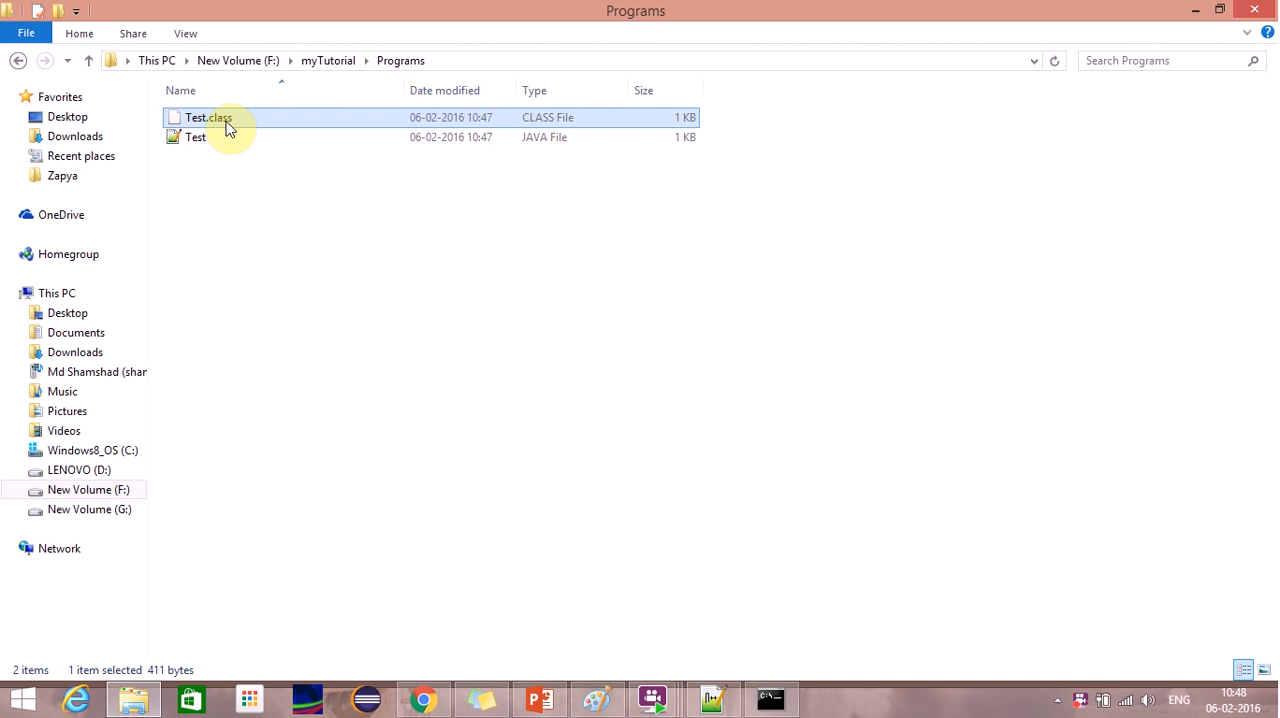 Programs
File Home Share View
This PC New Volume (F:) myTutorial Programs Search Programs
Name Date modified Type Size
Test.class 06-02-2016 10:47 CLASS File 1 KB
Test 06-02-2016 10:47 JAVA File 1 KB
Favorites
Desktop
Downloads
Recent places
Zapya
OneDrive
Homegroup
This PC
Desktop
Documents
Downloads
Md Shamshad (shar
Music
Pictures
Videos
Windows8_OS (C:)
LENOVO (D:)
New Volume (F:)
New Volume (G:)
Network
2 items 1 item selected 411 bytes
ENG 10:48
06-02-2016